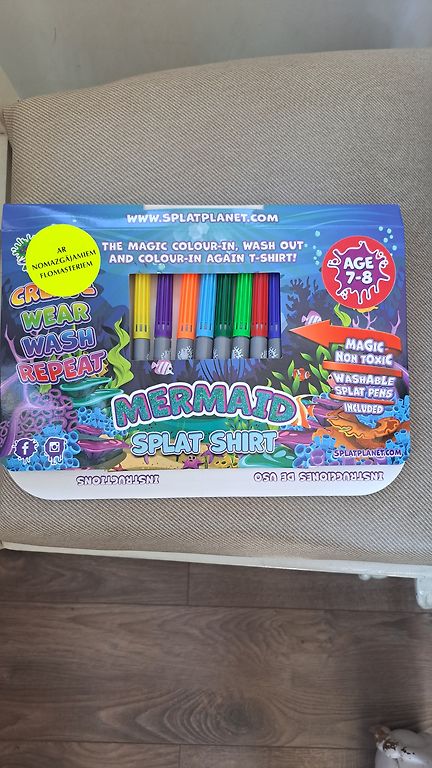 WWW.SPLATPLANET.COM
AR
NOMAZGĀJAMIEM
FLOMASTERIEM
THE MAGIC COLOUR-IN, WASH OUT
AND COLOUR-IN AGAIN T-SHIRT!
AGE
7-8
WEAR
WASH
REPEAT
MAGIC
NON TOXIC
WASHABLE
SPLAT PENS
INCLUDED
MERMAID
SPLAT SHIRT
SPLATPLANET.COM
INSTRUCTIONS
INSTRUCCIONES DE USO